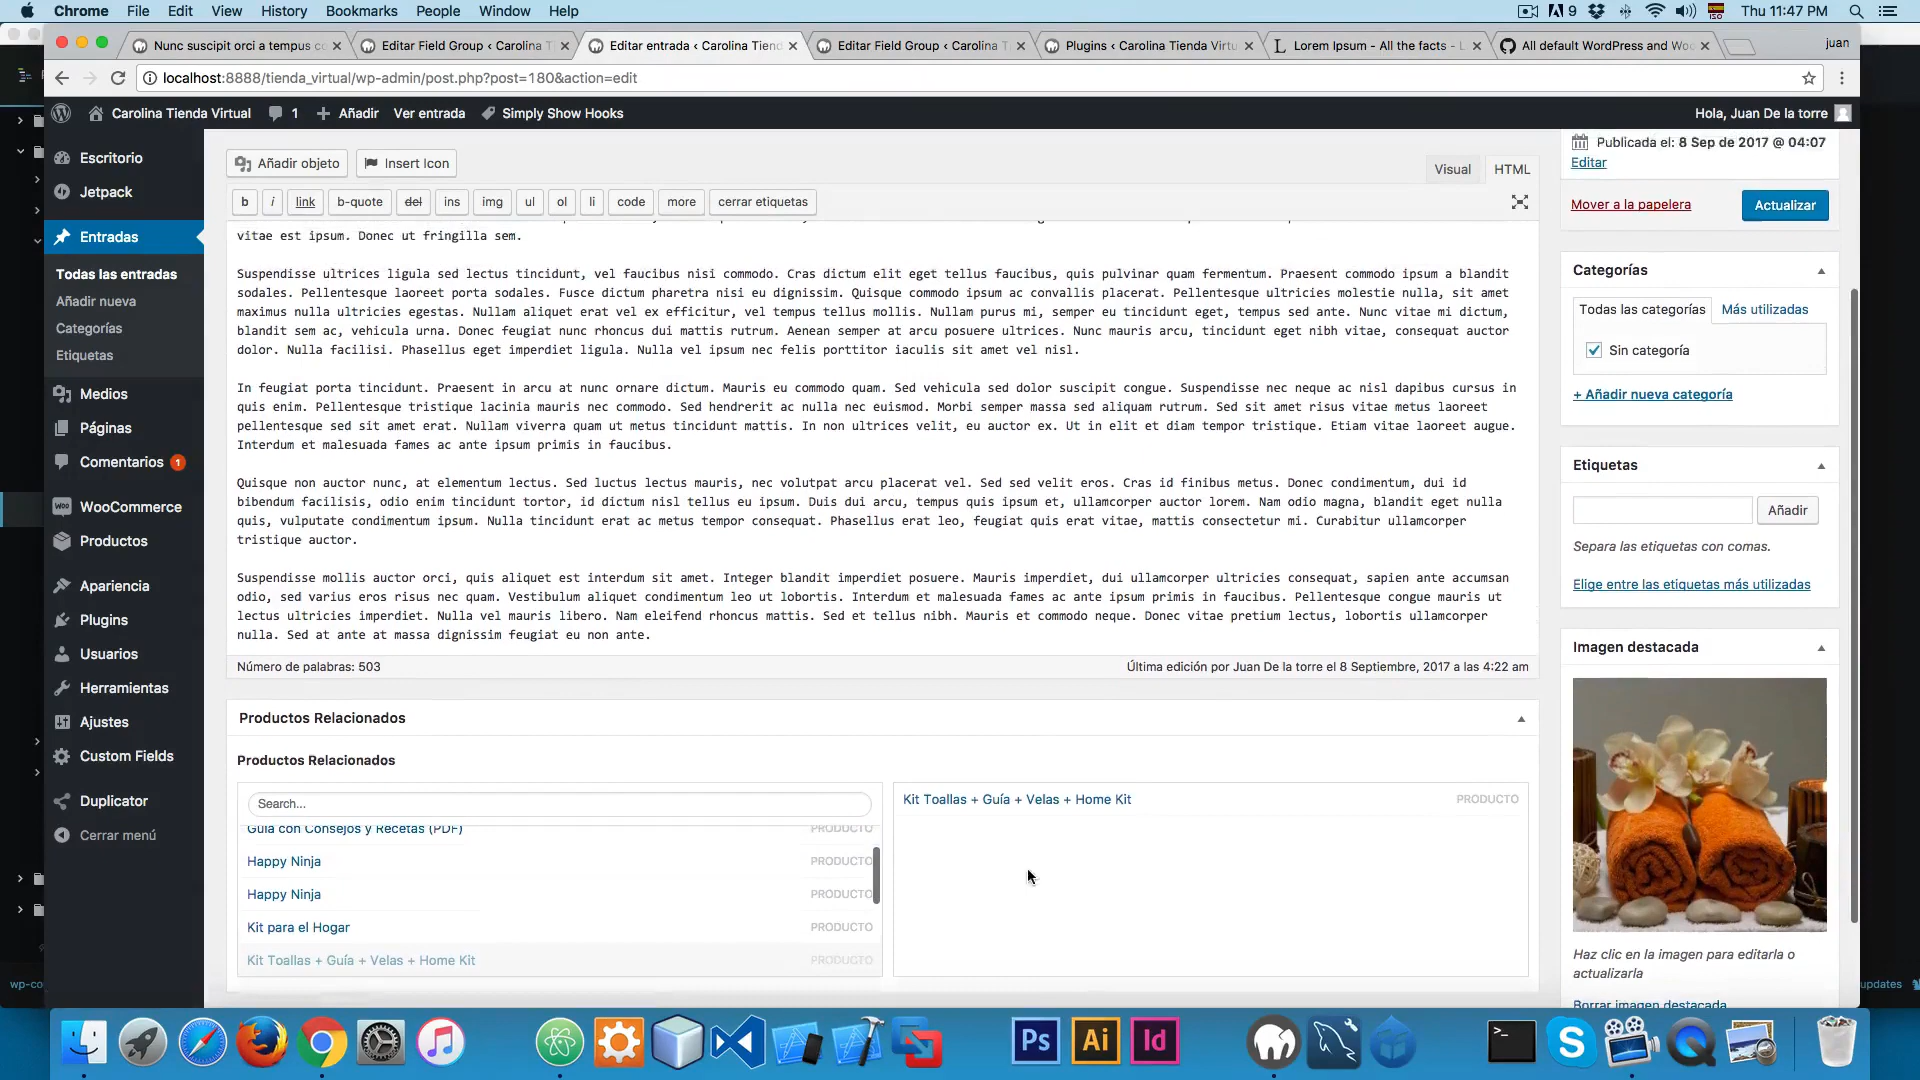 Chrome File Edit View History Bookmarks People Window Help
9 ISO Thu 11:47 PM
Nunc suscipit orci a tempus co
Editar Field Group ‹ Carolina T
Editar entrada ‹ Carolina Tiend
Editar Field Group ‹ Carolina T
Plugins ‹ Carolina Tienda Virtu
Lorem Ipsum - All the facts - L
All default WordPress and Woo
juan
localhost:8888/tienda_virtual/wp-admin/post.php?post=180&action=edit
Carolina Tienda Virtual 1 Añadir Ver entrada Simply Show Hooks
Hola, Juan De la torre
Escritorio
Jetpack
Entradas
Todas las entradas
Añadir nueva
Categorías
Etiquetas
Medios
Páginas
Comentarios 1
WooCommerce
Productos
Apariencia
Plugins
Usuarios
Herramientas
Ajustes
Custom Fields
Duplicator
Cerrar menú
Añadir objeto Insert Icon
Visual HTML
b i link b-quote del ins img ul ol li code more cerrar etiquetas
vitae est ipsum. Donec ut fringilla sem.
Suspendisse ultrices ligula sed lectus tincidunt, vel faucibus nisi commodo. Cras dictum elit eget tellus faucibus, quis pulvinar quam fermentum. Praesent commodo ipsum a blandit
sodales. Pellentesque laoreet porta sodales. Fusce dictum pharetra nisi eu dignissim. Quisque commodo ipsum ac convallis placerat. Pellentesque ultricies molestie nulla, sit amet
maximus nulla ultricies egestas. Nullam aliquet erat vel ex efficitur, vel tempus tellus mollis. Nullam purus mi, semper eu tincidunt eget, tempus sed ante. Nunc vitae mi dictum,
blandit sem ac, vehicula urna. Donec feugiat nunc rhoncus dui mattis rutrum. Aenean semper at arcu posuere ultrices. Nunc mauris arcu, tincidunt eget nibh vitae, consequat auctor
dolor. Nulla facilisi. Phasellus eget imperdiet ligula. Nulla vel ipsum nec felis porttitor iaculis sit amet vel nisl.
In feugiat porta tincidunt. Praesent in arcu at nunc ornare dictum. Mauris eu commodo quam. Sed vehicula sed dolor suscipit congue. Suspendisse nec neque ac nisl dapibus cursus in
quis enim. Pellentesque tristique lacinia mauris nec commodo. Sed hendrerit ac nulla nec euismod. Morbi semper massa sed aliquam rutrum. Sed sit amet risus vitae metus laoreet
pellentesque sed sit amet erat. Nullam viverra quam ut metus tincidunt mattis. In non ultrices velit, eu auctor ex. Ut in elit et diam tempor tristique. Etiam vitae laoreet augue.
Interdum et malesuada fames ac ante ipsum primis in faucibus.
Quisque non auctor nunc, at elementum lectus. Sed luctus lectus mauris, nec volutpat arcu placerat vel. Sed sed velit eros. Cras id finibus metus. Donec condimentum, dui id
bibendum facilisis, odio enim tincidunt tortor, id dictum nisl tellus eu ipsum. Duis dui arcu, tempus quis ipsum et, ullamcorper auctor lorem. Nam odio magna, blandit eget nulla
quis, vulputate condimentum ipsum. Nulla tincidunt erat ac metus tempor consequat. Phasellus erat leo, feugiat quis erat vitae, mattis consectetur mi. Curabitur ullamcorper
tristique auctor.
Suspendisse mollis auctor orci, quis aliquet est interdum sit amet. Integer blandit imperdiet posuere. Mauris imperdiet, dui ullamcorper ultricies consequat, sapien ante accumsan
odio, sed varius eros risus nec quam. Vestibulum aliquet condimentum leo ut lobortis. Interdum et malesuada fames ac ante ipsum primis in faucibus. Pellentesque congue mauris ut
lectus ultricies imperdiet. Nulla vel mauris libero. Nam eleifend rhoncus mattis. Sed et tellus nibh. Mauris et commodo neque. Donec vitae pretium lectus, lobortis ullamcorper
nulla. Sed at ante at massa dignissim feugiat eu non ante.
Número de palabras: 503
Última edición por Juan De la torre el 8 Septiembre, 2017 a las 4:22 am
Productos Relacionados
Productos Relacionados
Search...
Guía con Consejos y Recetas (PDF) PRODUCTO
Happy Ninja PRODUCTO
Happy Ninja PRODUCTO
Kit para el Hogar PRODUCTO
Kit Toallas + Guía + Velas + Home Kit PRODUCTO
Kit Toallas + Guía + Velas + Home Kit PRODUCTO
Publicada el: 8 Sep de 2017 @ 04:07
Editar
Mover a la papelera Actualizar
Categorías
Todas las categorías Más utilizadas
Sin categoría
+ Añadir nueva categoría
Etiquetas
Añadir
Separa las etiquetas con comas.
Elige entre las etiquetas más utilizadas
Imagen destacada
Haz clic en la imagen para editarla o
actualizarla
Borrar imagen destacada
wp-co
updates
Ps Ai Id